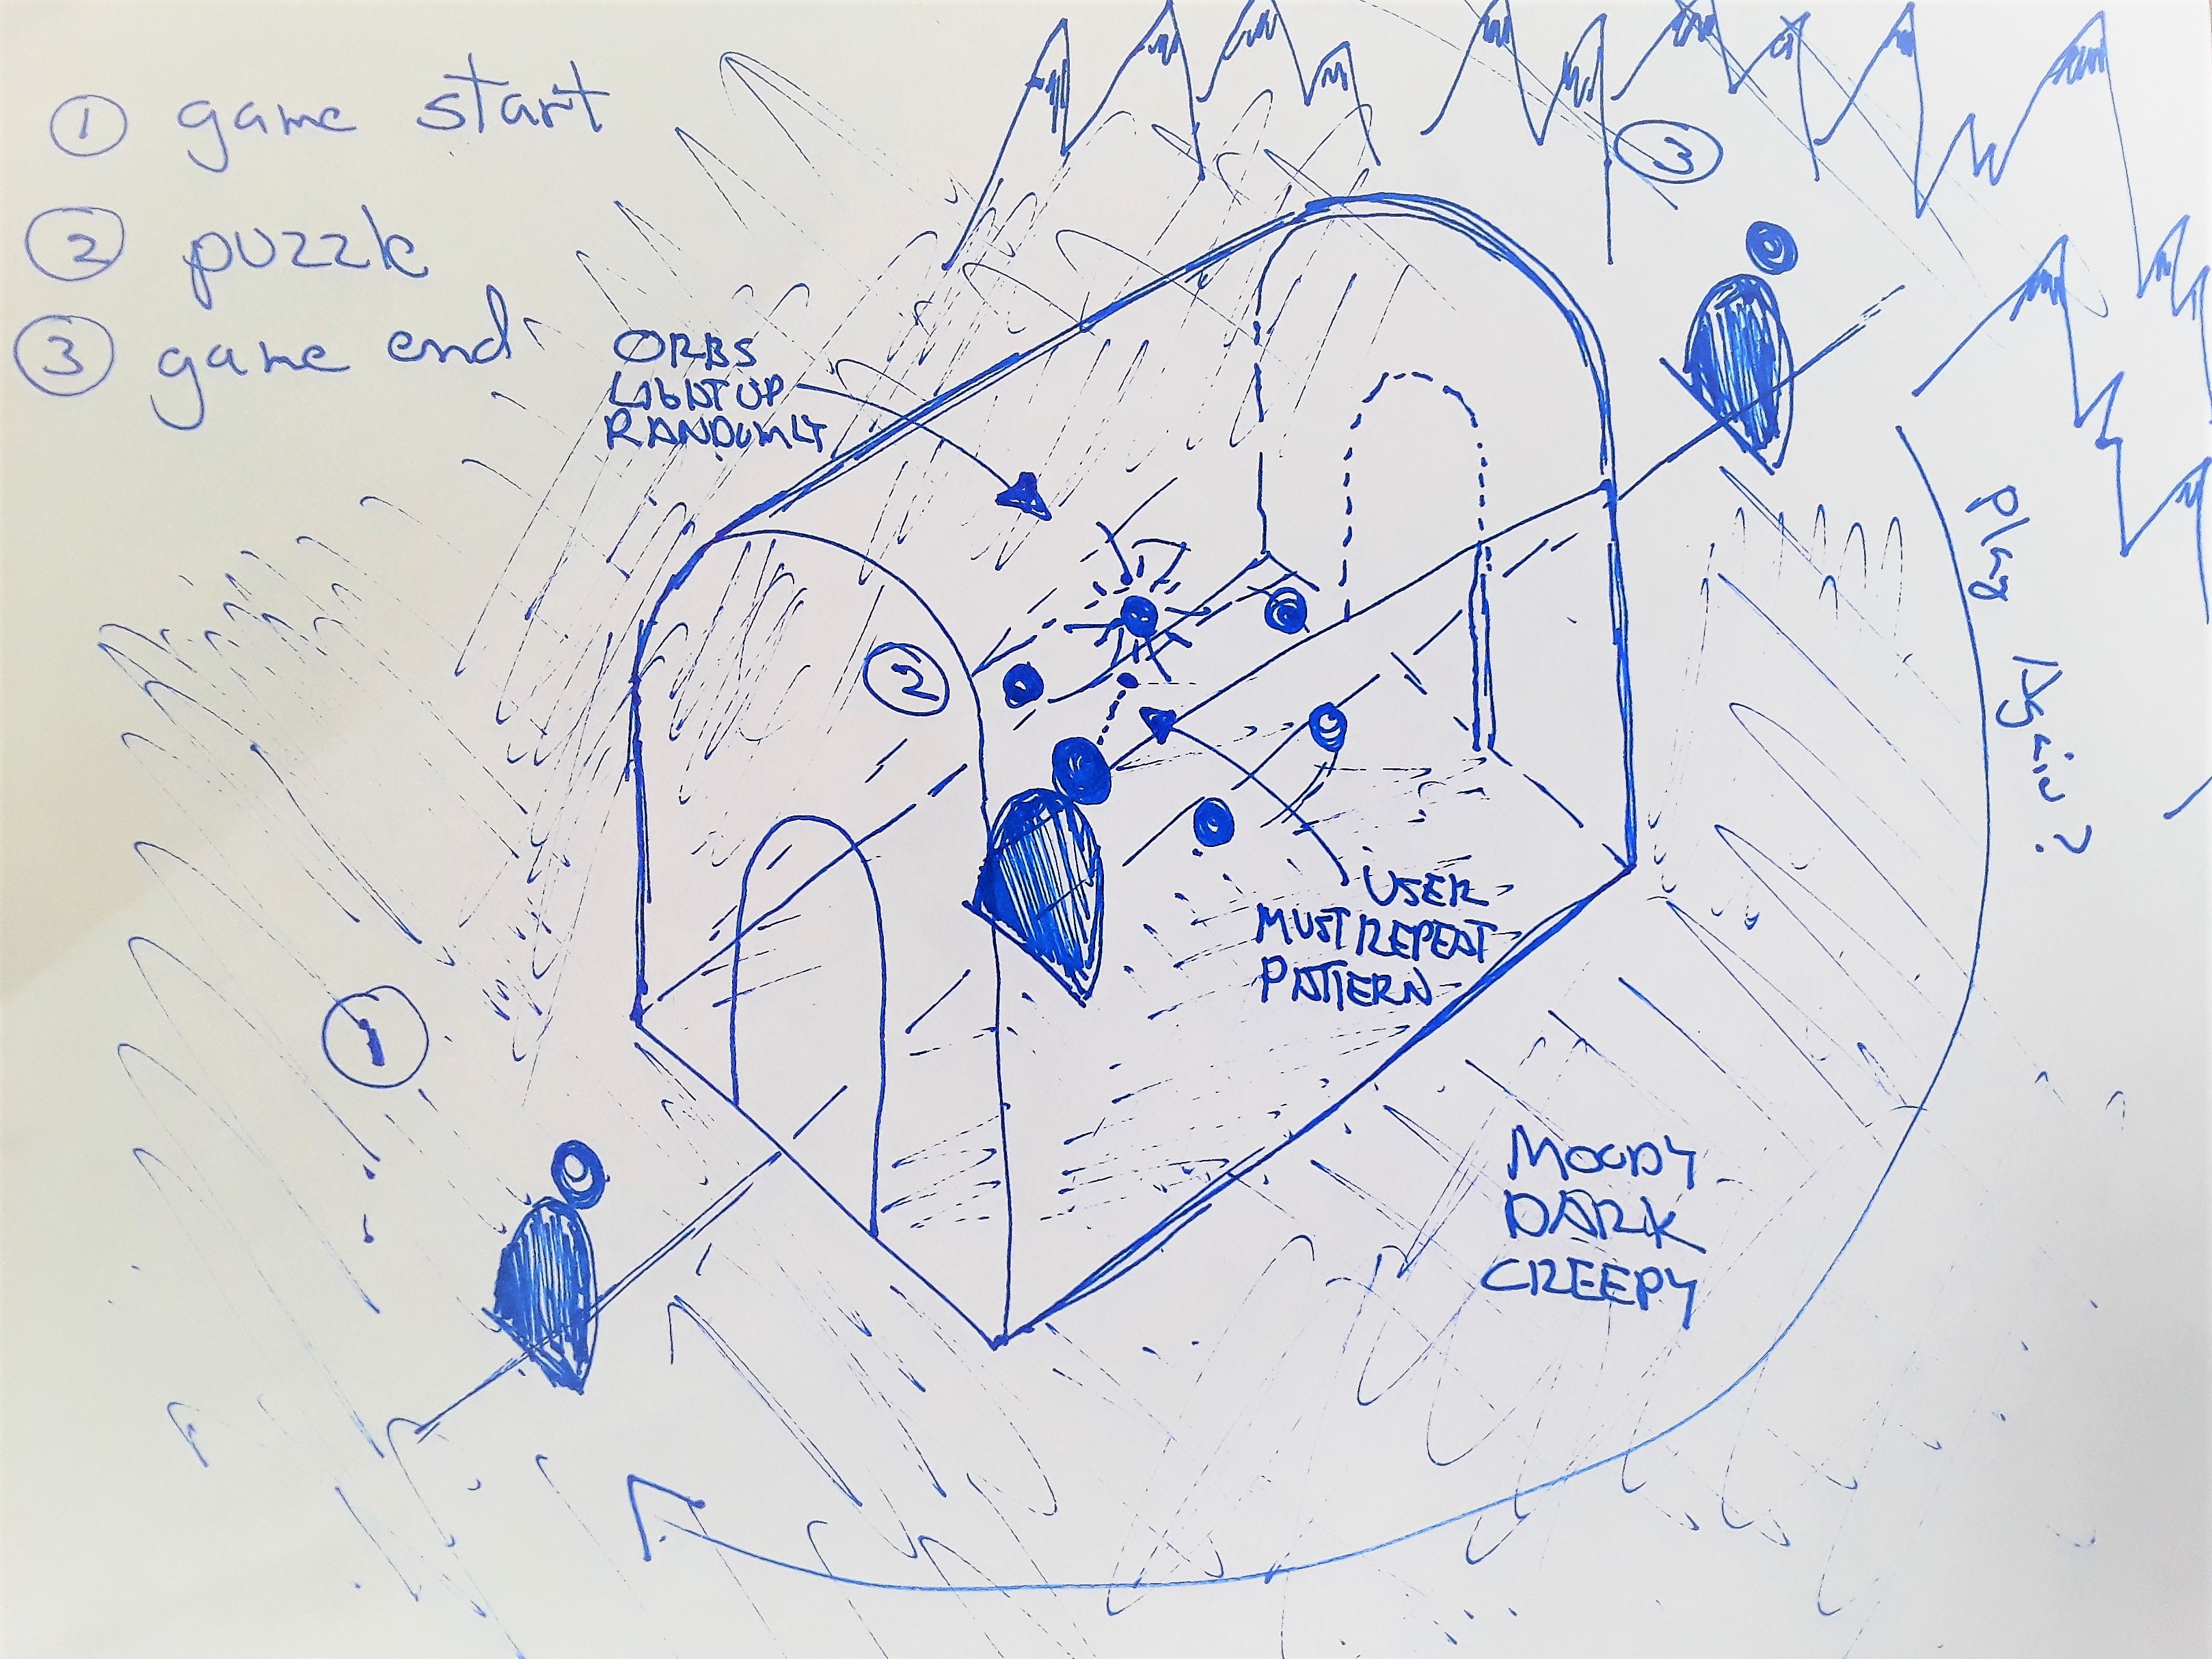 ① game start
② puzzle
③ game end
ORBS
LIGHT UP
RANDOMLY
③
②
①
USER
MUST REPEAT
PATTERN
Play Again?
MOODY
DARK
CREEPY